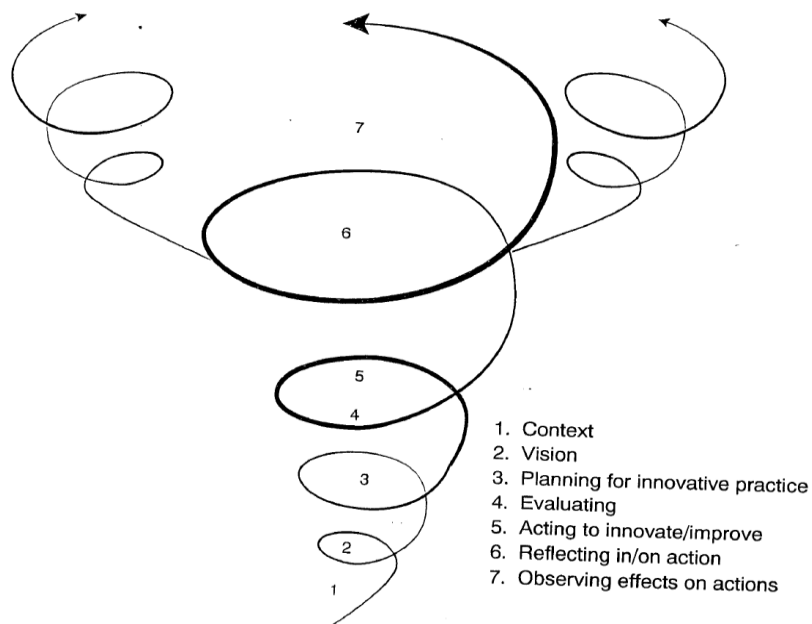 7
6
5
4
3
2
1
1. Context
2. Vision
3. Planning for innovative practice
4. Evaluating
5. Acting to innovate/improve
6. Reflecting in/on action
7. Observing effects on actions